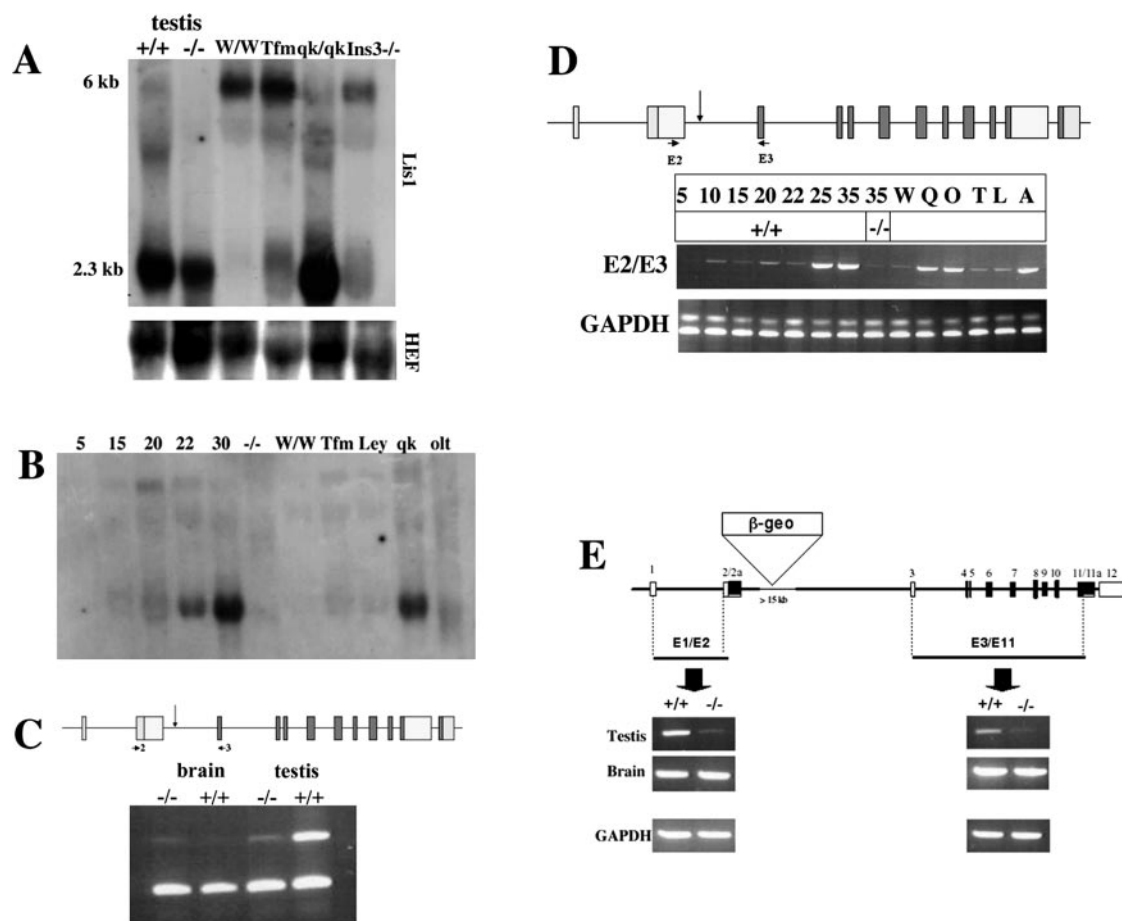 A
testis
+/+ -/- W/W Tfm qk/qk Ins3-/-
6 kb
2.3 kb
Lis1
HEF
B
5 15 20 22 30 -/- W/W Tfm Ley qk olt
C
2 3
brain testis
-/- +/+ -/- +/+
D
E2 E3
5 10 15 20 22 25 35 35 W Q O T L A
+/+ -/-
E2/E3
GAPDH
E
β-geo
1 2/2a 3 4 5 6 7 8 9 10 11/11a 12
> 15 kb
E1/E2 E3/E11
+/+ -/- +/+ -/-
Testis
Brain
GAPDH